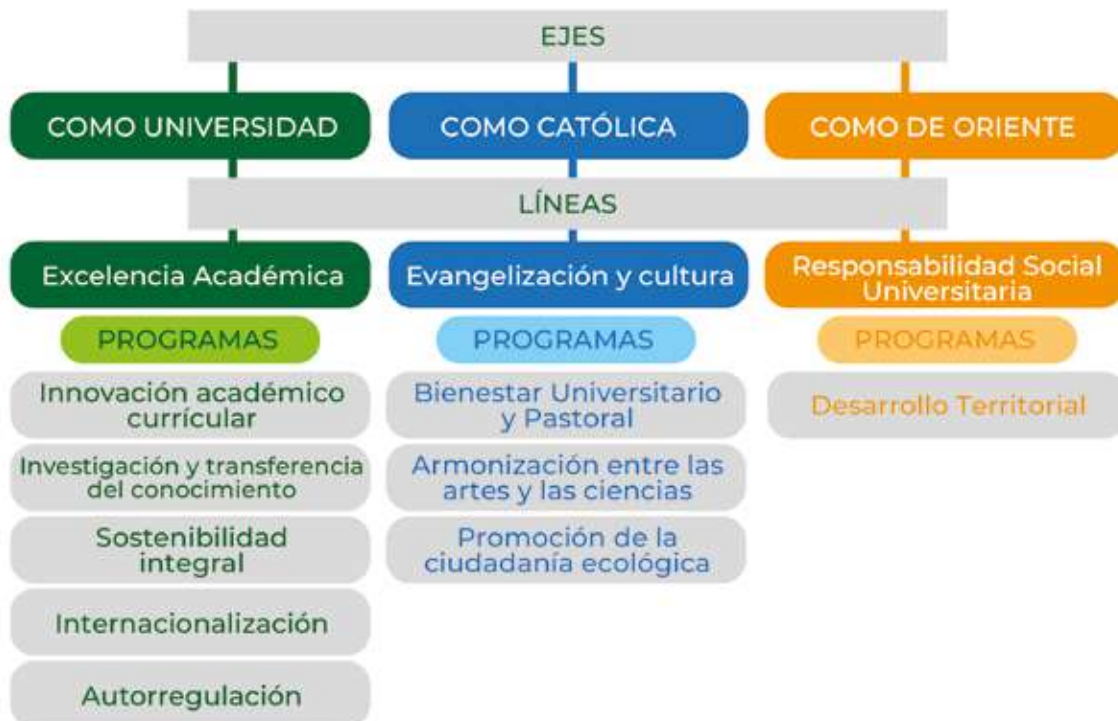 EJES
COMO UNIVERSIDAD
COMO CATÓLICA
COMO DE ORIENTE
LÍNEAS
Excelencia Académica
Evangelización y cultura
Responsabilidad Social
Universitaria
PROGRAMAS
PROGRAMAS
PROGRAMAS
Innovación académico
currícular
Investigación y transferencia
del conocimiento
Sostenibilidad
integral
Internacionalización
Autorregulación
Bienestar Universitario
y Pastoral
Armonización entre las
artes y las ciencias
Promoción de la
ciudadanía ecológica
Desarrollo Territorial